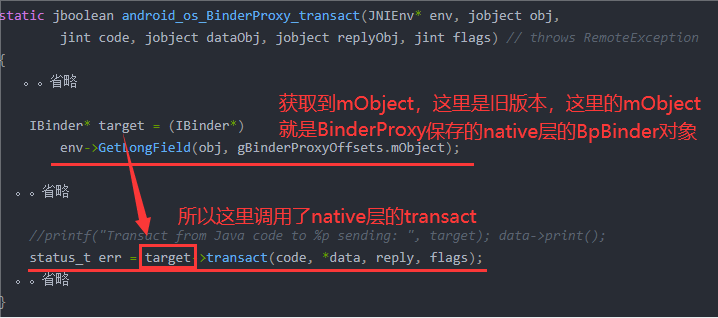 static jboolean android_os_BinderProxy_transact(JNIEnv* env, jobject obj,
jint code, jobject dataObj, jobject replyObj, jint flags) // throws RemoteException
{
。。省略
获取到mObject，这里是旧版本，这里的mObject
就是BinderProxy保存的native层的BpBinder对象
IBinder* target = (IBinder*)
env->GetLongField(obj, gBinderProxyOffsets.mObject);
。。省略
所以这里调用了native层的transact
//printf("Transact from Java code to %p sending: ", target); data->print();
status_t err = target->transact(code, *data, reply, flags);
。。省略
}